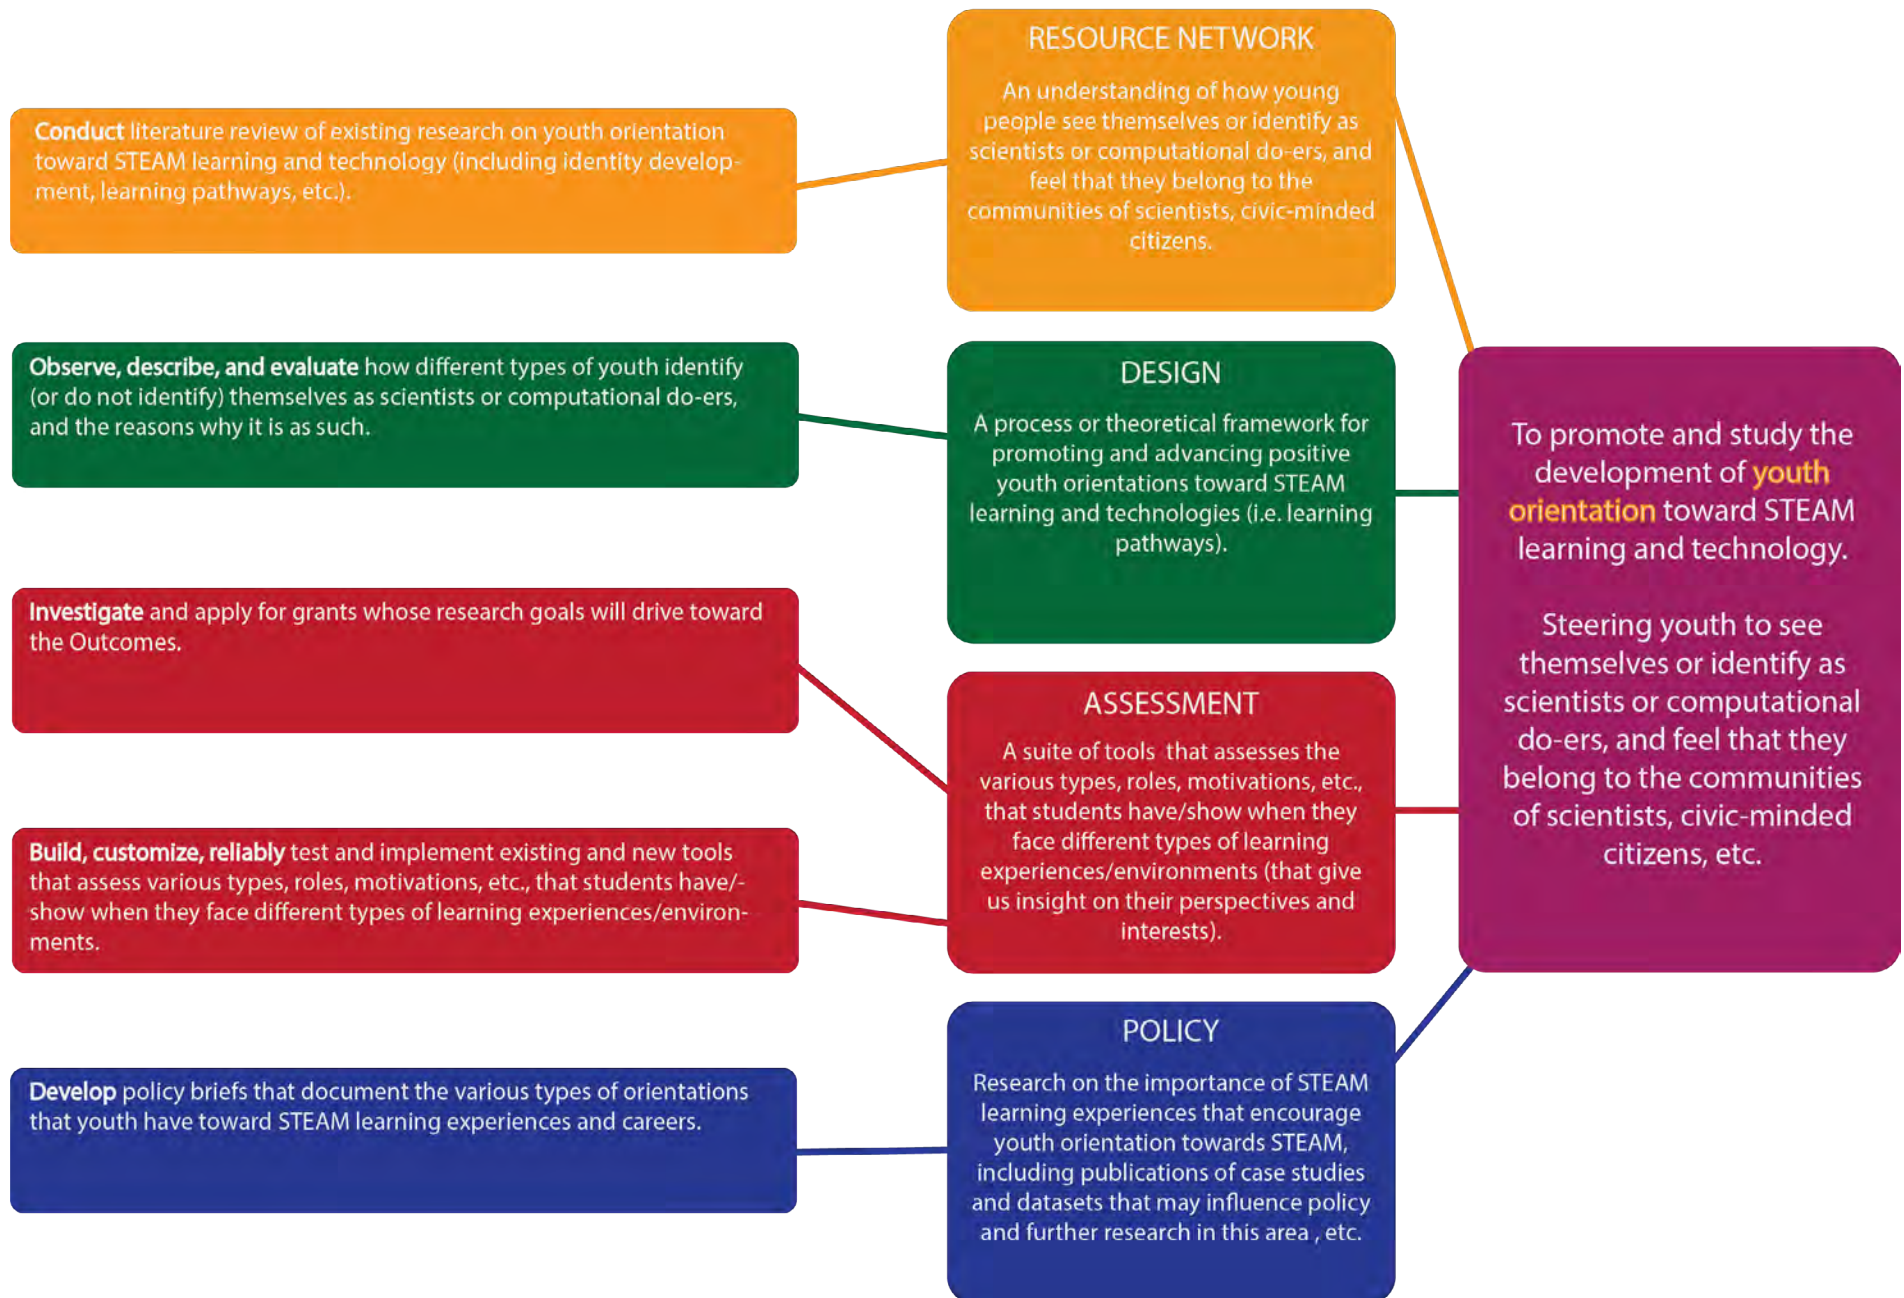 Conduct literature review of existing research on youth orientation
toward STEAM learning and technology (including identity develop-
ment, learning pathways, etc.).
Observe, describe, and evaluate how different types of youth identify
(or do not identify) themselves as scientists or computational do-ers,
and the reasons why it is as such.
Investigate and apply for grants whose research goals will drive toward
the Outcomes.
Build, customize, reliably test and implement existing and new tools
that assess various types, roles, motivations, etc., that students have/-
show when they face different types of learning experiences/environ-
ments.
Develop policy briefs that document the various types of orientations
that youth have toward STEAM learning experiences and careers.
RESOURCE NETWORK
An understanding of how young
people see themselves or identify as
scientists or computational do-ers, and
feel that they belong to the
communities of scientists, civic-minded
citizens.
DESIGN
A process or theoretical framework for
promoting and advancing positive
youth orientations toward STEAM
learning and technologies (i.e. learning
pathways).
ASSESSMENT
A suite of tools that assesses the
various types, roles, motivations, etc.,
that students have/show when they
face different types of learning
experiences/environments (that give
us insight on their perspectives and
interests).
POLICY
Research on the importance of STEAM
learning experiences that encourage
youth orientation towards STEAM,
including publications of case studies
and datasets that may influence policy
and further research in this area , etc.
To promote and study the
development of youth
orientation toward STEAM
learning and technology.
Steering youth to see
themselves or identify as
scientists or computational
do-ers, and feel that they
belong to the communities
of scientists, civic-minded
citizens, etc.